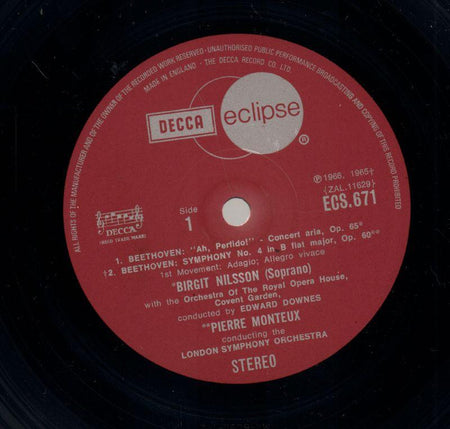 ALL RIGHTS OF THE MANUFACTURER AND OF THE OWNER OF THE RECORDED WORK RESERVED - UNAUTHORISED PUBLIC PERFORMANCE BROADCASTING AND COPYING OF THIS RECORD PROHIBITED
MADE IN ENGLAND - THE DECCA RECORD CO. LTD.
DECCA eclipse
®
℗ 1966, 1965†
(ZAL.11629)
ECS.671
DECCA
(REGD TRADE MARK)
Side
1
1. BEETHOVEN: "Ah, Perfido!" - Concert aria, Op. 65*
†2. BEETHOVEN: SYMPHONY No. 4 in B flat major, Op. 60**
1st Movement: Adagio; Allegro vivace
*BIRGIT NILSSON (Soprano)
with the Orchestra Of The Royal Opera House,
Covent Garden,
conducted by EDWARD DOWNES
**PIERRE MONTEUX
conducting the
LONDON SYMPHONY ORCHESTRA
STEREO